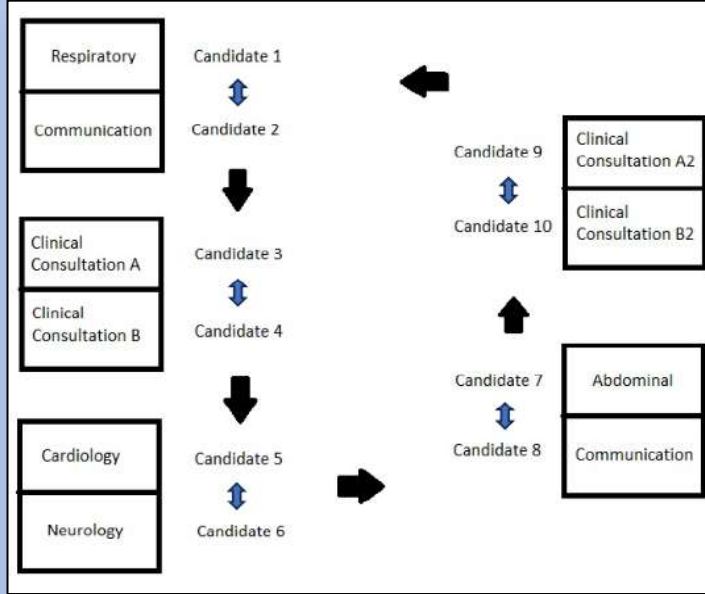 Respiratory
Candidate 1
Communication
Candidate 2
Clinical
Consultation A
Candidate 3
Clinical
Consultation B
Candidate 4
Cardiology
Candidate 5
Neurology
Candidate 6
Candidate 9
Clinical
Consultation A2
Candidate 10
Clinical
Consultation B2
Candidate 7
Abdominal
Candidate 8
Communication